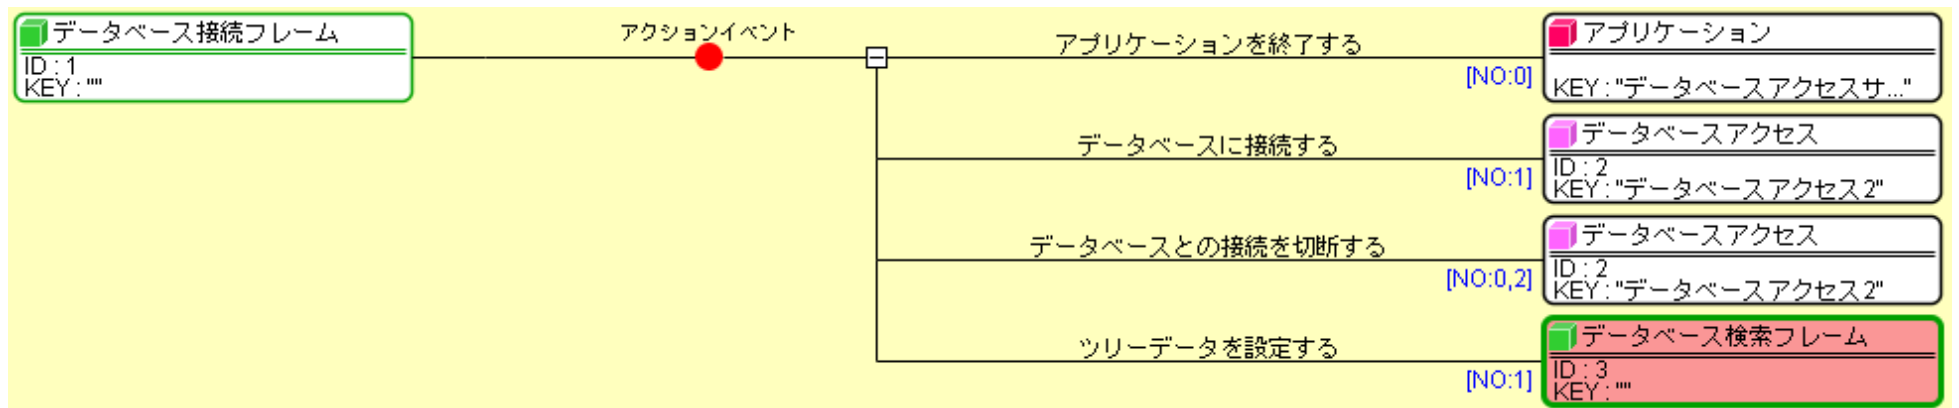 データベース接続フレーム
ID : 1
KEY : ""
アクションイベント
アプリケーションを終了する
[NO:0]
アプリケーション
KEY : "データベースアクセスサ..."
データベースに接続する
[NO:1]
データベースアクセス
ID : 2
KEY : "データベースアクセス2"
データベースとの接続を切断する
[NO:0,2]
データベースアクセス
ID : 2
KEY : "データベースアクセス2"
ツリーデータを設定する
[NO:1]
データベース検索フレーム
ID : 3
KEY : ""